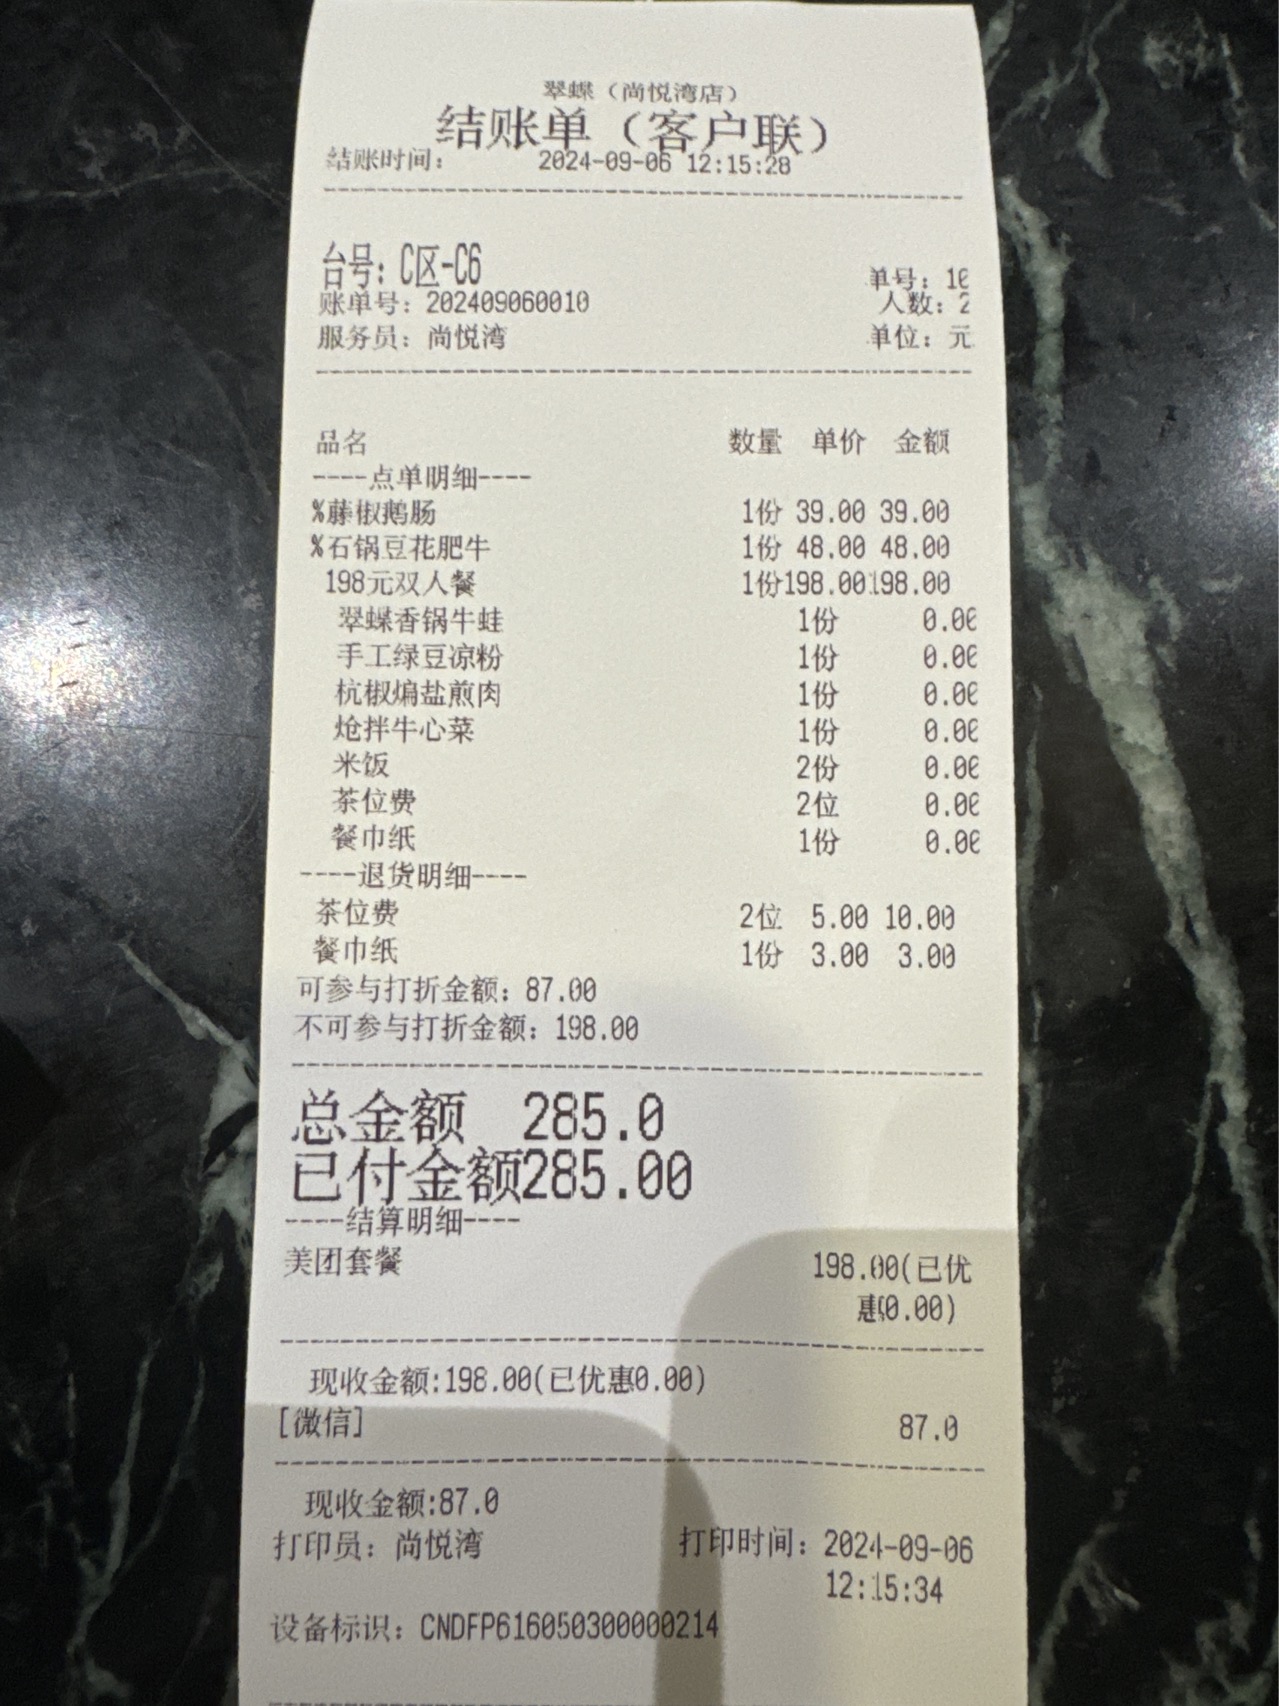 翠蝶（尚悦湾店）
结账单（客户联）
结账时间： 2024-09-06 12:15:28
台号：C区-C6
单号：10
账单号：202409060010
人数：2
服务员：尚悦湾
单位：元
品名 数量 单价 金额
----点单明细----
%藤椒鹅肠 1份 39.00 39.00
%石锅豆花肥牛 1份 48.00 48.00
198元双人餐 1份198.00198.00
翠蝶香锅牛蛙 1份 0.00
手工绿豆凉粉 1份 0.00
杭椒煸盐煎肉 1份 0.00
炝拌牛心菜 1份 0.00
米饭 2份 0.00
茶位费 2位 0.00
餐巾纸 1份 0.00
----退货明细----
茶位费 2位 5.00 10.00
餐巾纸 1份 3.00 3.00
可参与打折金额：87.00
不可参与打折金额：198.00
总金额 285.0
已付金额285.00
----结算明细----
美团套餐 198.00(已优
惠0.00)
现收金额:198.00(已优惠0.00)
[微信] 87.0
现收金额:87.0
打印员：尚悦湾 打印时间：2024-09-06
12:15:34
设备标识：CNDFP616050300000214